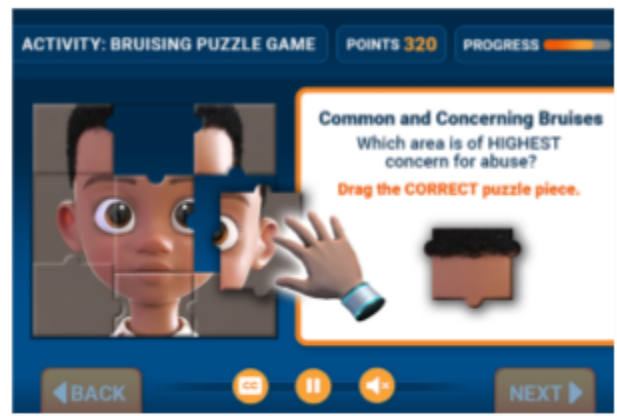 ACTIVITY: BRUISING PUZZLE GAME
POINTS 320
PROGRESS
Common and Concerning Bruises
Which area is of HIGHEST
concern for abuse?
Drag the CORRECT puzzle piece.
BACK
CC
NEXT